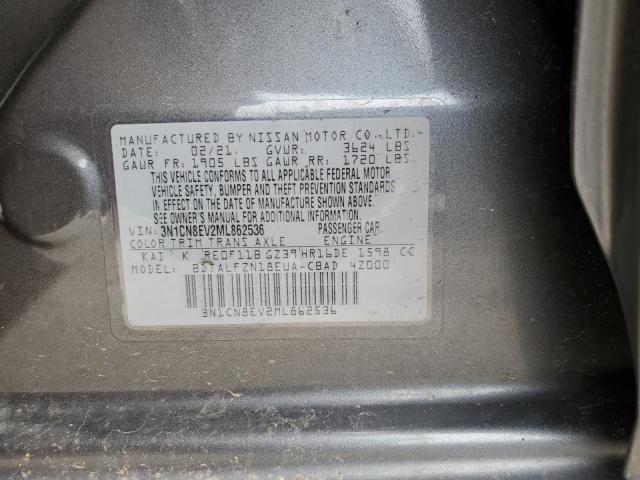 MANUFACTURED BY NISSAN MOTOR CO., LTD.
DATE: 02/21. GVWR: 3624 LBS
GAWR FR: 1905 LBS GAWR RR: 1720 LBS
THIS VEHICLE CONFORMS TO ALL APPLICABLE FEDERAL MOTOR
VEHICLE SAFETY, BUMPER AND THEFT PREVENTION STANDARDS
IN EFFECT ON THE DATE OF MANUFACTURE SHOWN ABOVE.
SEE OWNER'S MANUAL FOR ADDITIONAL INFORMATION.
VIN: 3N1CN8EV2ML862536 PASSENGER CAR
COLOR TRIM TRANS AXLE ENGINE
KAD K RE0F11B GZ39 HR16DE 1598 CC
MODEL: BDTALFZN18EUA-CBAD 4Z000
3N1CN8EV2ML862536